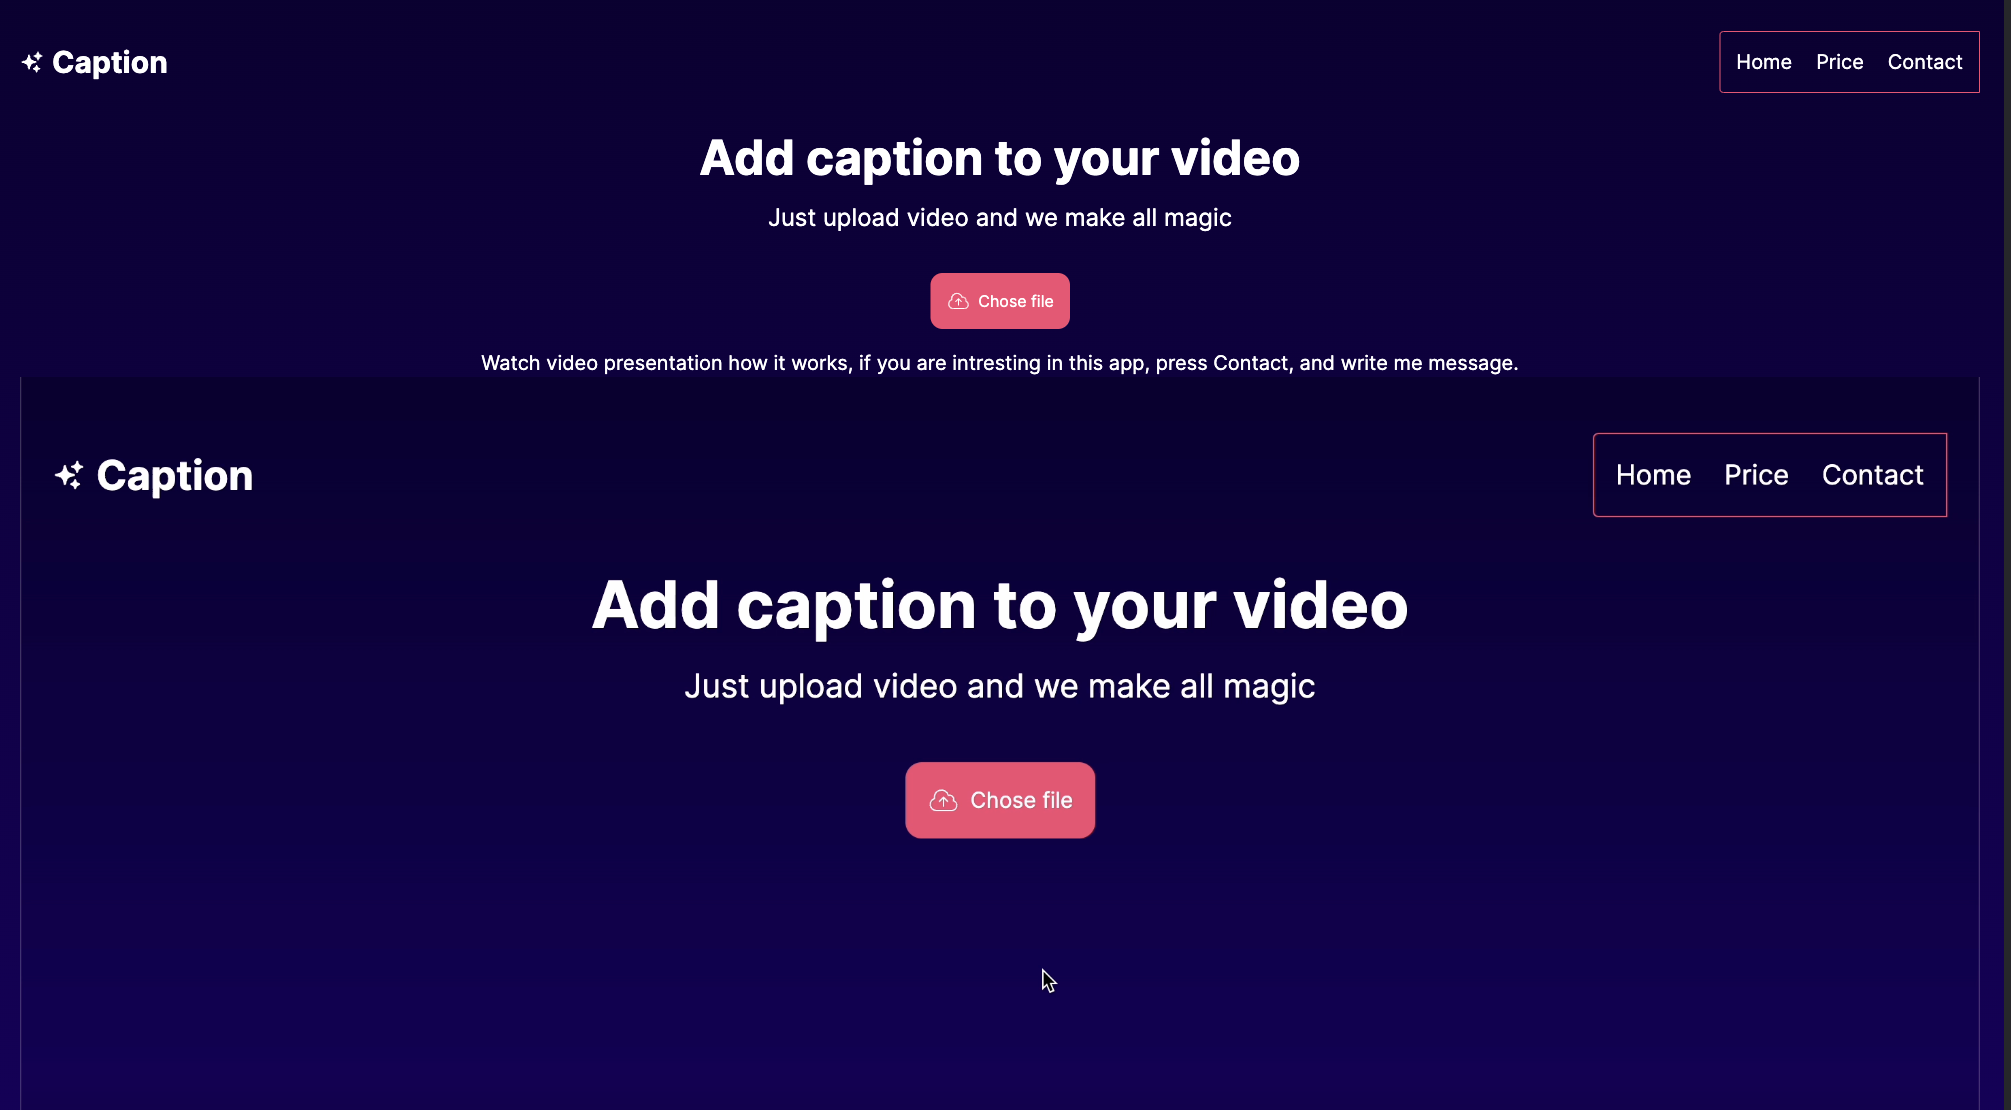 Caption
Home Price Contact
Add caption to your video
Just upload video and we make all magic
Chose file
Watch video presentation how it works, if you are intresting in this app, press Contact, and write me message.
Caption
Home Price Contact
Add caption to your video
Just upload video and we make all magic
Chose file